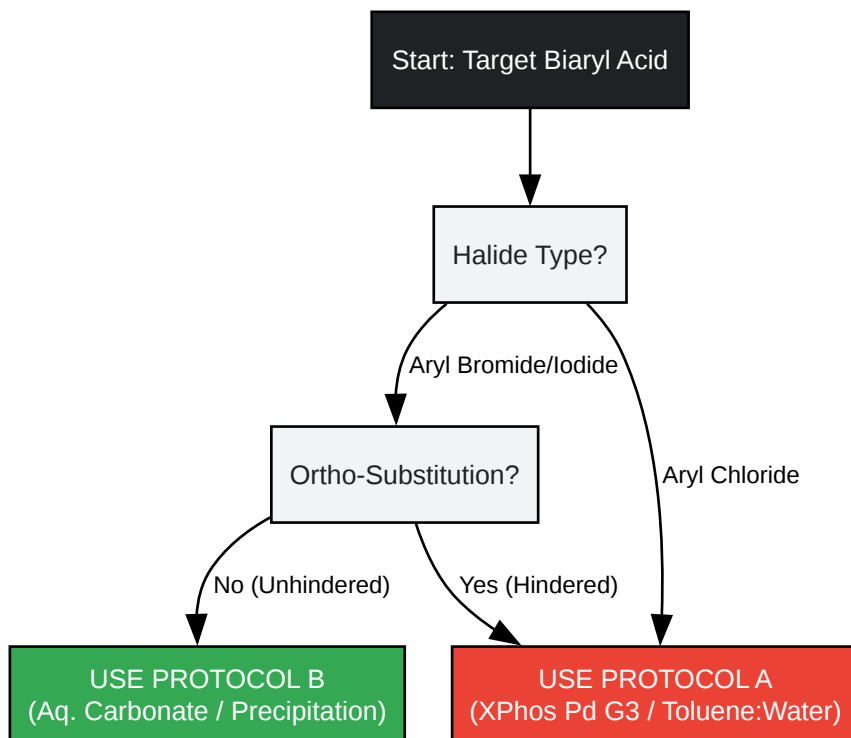 Start: Target Biaryl Acid
Halide Type?
Aryl Bromide/Iodide
Ortho-Substitution?
Aryl Chloride
No (Unhindered)
Yes (Hindered)
USE PROTOCOL B
(Aq. Carbonate / Precipitation)
USE PROTOCOL A
(XPhos Pd G3 / Toluene:Water)